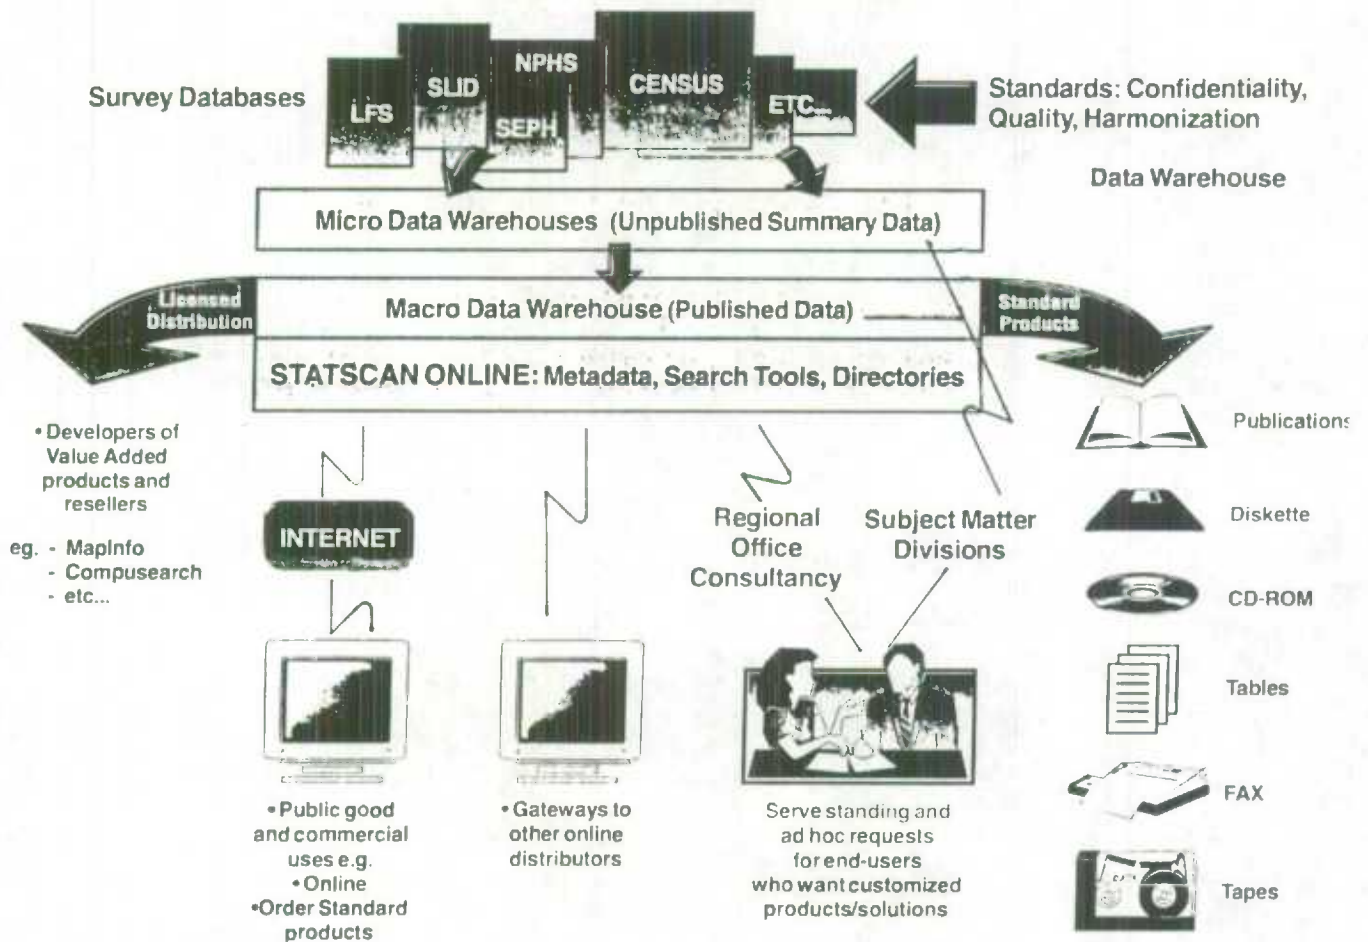 Survey Databases
LFS
SLID
NPHS
SEPH
CENSUS
ETC...
Standards: Confidentiality,
Quality, Harmonization
Data Warehouse
Micro Data Warehouses (Unpublished Summary Data)
Licensed
Distribution
Macro Data Warehouse (Published Data)
Standard
Products
STATSCAN ONLINE: Metadata, Search Tools, Directories
• Developers of
Value Added
products and
resellers
eg. - MapInfo
- Compusearch
- etc...
INTERNET
Regional
Office
Consultancy
Subject Matter
Divisions
• Public good
and commercial
uses e.g.
• Online
•Order Standard
products
• Gateways to
other online
distributors
Serve standing and
ad hoc requests
for end-users
who want customized
products/solutions
Publications
Diskette
CD-ROM
Tables
FAX
Tapes